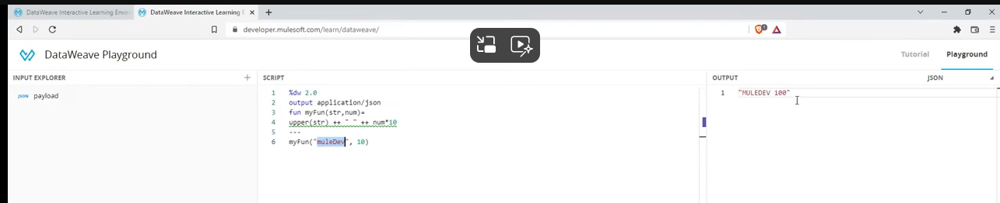 DataWeave Interactive Learning Envir
DataWeave Interactive Learning E
developer.mulesoft.com/learn/dataweave/
DataWeave Playground
Tutorial
Playground
INPUT EXPLORER
JSON payload
SCRIPT
1 %dw 2.0
2 output application/json
3 fun myFun(str,num)=
4 upper(str) ++ " " ++ num*10
5 ---
6 myFun("muleDev", 10)
OUTPUT
JSON
1 "MULEDEV 100"